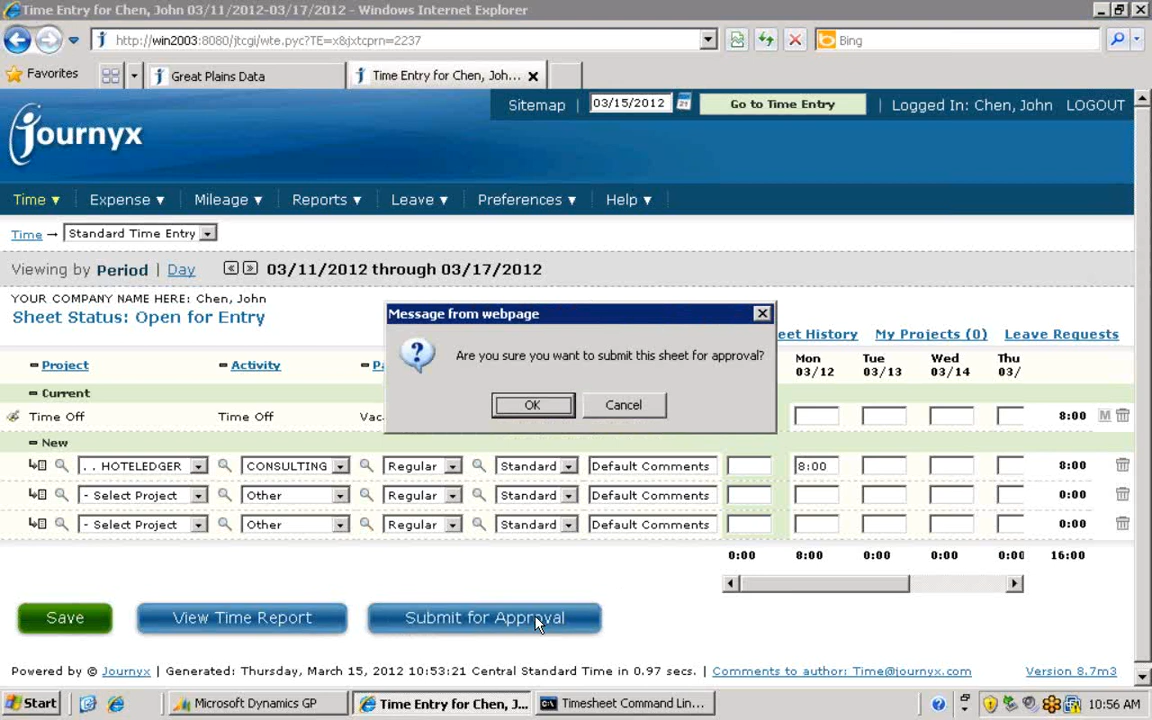 Time Entry for Chen, John 03/11/2012-03/17/2012 - Windows Internet Explorer
http://win2003:8080/jtcgi/wte.pyc?TE=x&jxtcprn=2237
Bing
Favorites
Great Plains Data
Time Entry for Chen, Joh...
Sitemap | 03/15/2012 Go to Time Entry | Logged In: Chen, John LOGOUT
Journyx
Time ▼ Expense ▼ Mileage ▼ Reports ▼ Leave ▼ Preferences ▼ Help ▼
Time → Standard Time Entry
Viewing by Period | Day « » 03/11/2012 through 03/17/2012
YOUR COMPANY NAME HERE: Chen, John
Sheet Status: Open for Entry
Message from webpage
Are you sure you want to submit this sheet for approval?
OK Cancel
eet History My Projects (0) Leave Requests
Project Activity Pa Mon Tue Wed Thu
03/12 03/13 03/14 03/
Current
Time Off Time Off Vac. 8:00 M
New
. . HOTELEDGER CONSULTING Regular Standard Default Comments 8:00 8:00
- Select Project Other Regular Standard Default Comments 0:00
- Select Project Other Regular Standard Default Comments 0:00
0:00 8:00 0:00 0:00 0:00 16:00
Save View Time Report Submit for Approval
Powered by © Journyx | Generated: Thursday, March 15, 2012 10:53:21 Central Standard Time in 0.97 secs. | Comments to author: Time@journyx.com Version 8.7m3
Start Microsoft Dynamics GP Time Entry for Chen, J... Timesheet Command Lin... 10:56 AM